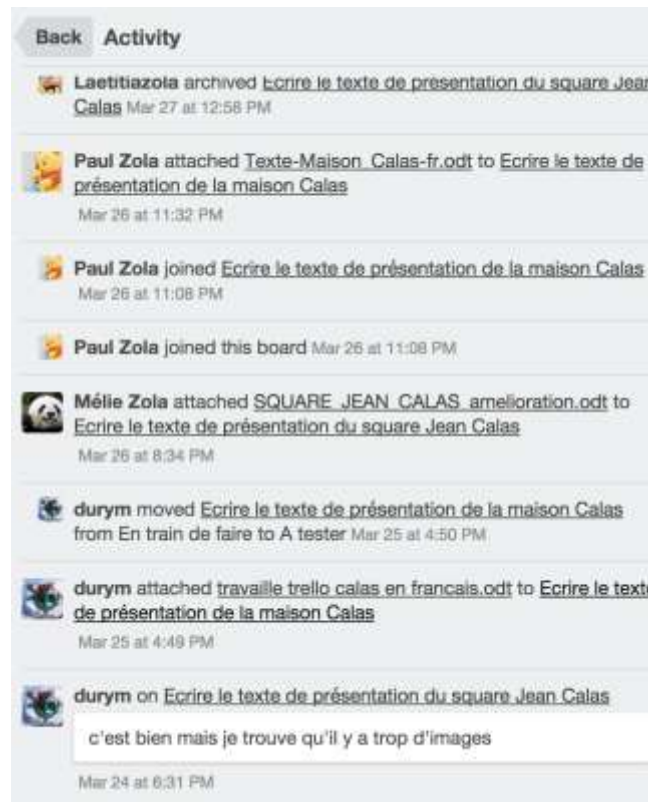 Back Activity
Laetitiazola archived Ecrire le texte de presentation du square Jean
Calas Mar 27 at 12:58 PM
Paul Zola attached Texte-Maison_Calas-fr.odt to Ecrire le texte de
présentation de la maison Calas
Mar 26 at 11:32 PM
Paul Zola joined Ecrire le texte de présentation de la maison Calas
Mar 26 at 11:08 PM
Paul Zola joined this board Mar 26 at 11:08 PM
Mélie Zola attached SQUARE_JEAN_CALAS_amelioration.odt to
Ecrire le texte de présentation du square Jean Calas
Mar 26 at 8:34 PM
durym moved Ecrire le texte de présentation de la maison Calas
from En train de faire to A tester Mar 25 at 4:50 PM
durym attached travaille trello calas en francais.odt to Ecrire le texte
de présentation de la maison Calas
Mar 25 at 4:49 PM
durym on Ecrire le texte de présentation du square Jean Calas
c'est bien mais je trouve qu'il y a trop d'images
Mar 24 at 6:31 PM